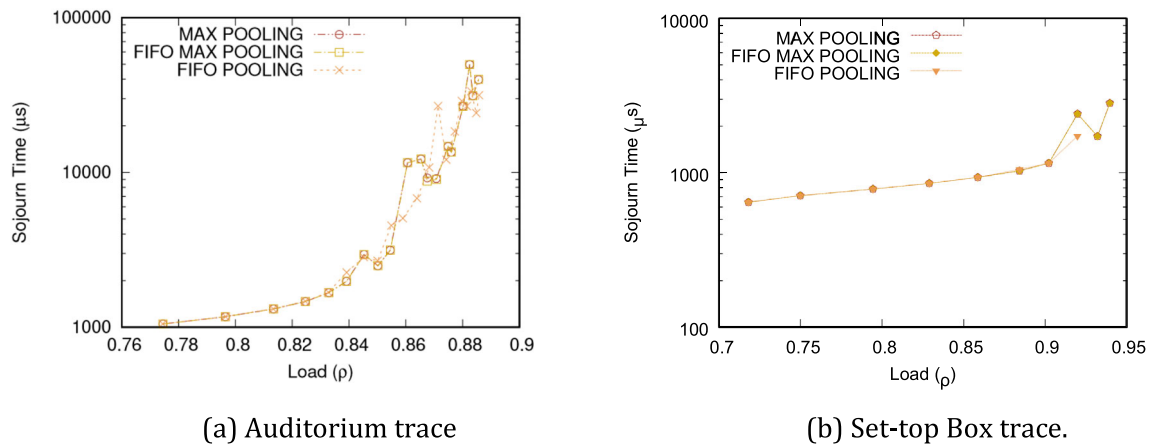 100000
10000
1000
Sojourn Time (µs)
MAX POOLING
FIFO MAX POOLING
FIFO POOLING
0.76 0.78 0.8 0.82 0.84 0.86 0.88 0.9
Load (ρ)
(a) Auditorium trace
10000
1000
100
Sojourn Time (µs)
MAX POOLING
FIFO MAX POOLING
FIFO POOLING
0.7 0.75 0.8 0.85 0.9 0.95
Load (ρ)
(b) Set-top Box trace.